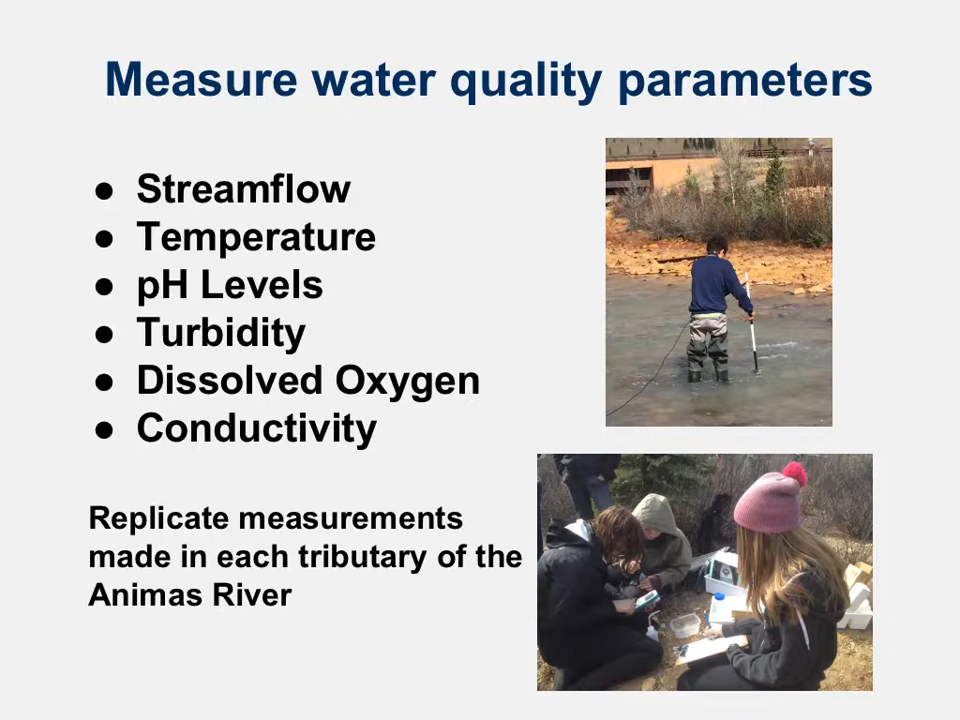 Measure water quality parameters
● Streamflow
● Temperature
● pH Levels
● Turbidity
● Dissolved Oxygen
● Conductivity
Replicate measurements
made in each tributary of the
Animas River